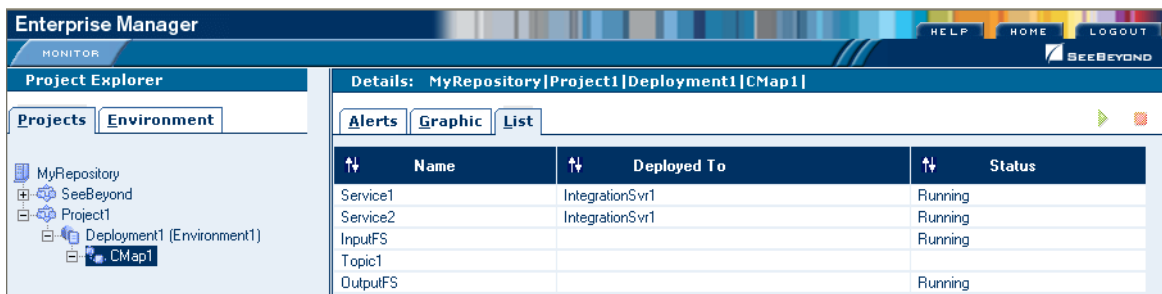 Enterprise Manager
HELP HOME LOGOUT
MONITOR
SEEBEYOND
Project Explorer
Details: MyRepository|Project1|Deployment1|CMap1|
Projects Environment
Alerts Graphic List
Name Deployed To Status
MyRepository
SeeBeyond
Project1
Deployment1 (Environment1)
CMap1
Service1 IntegrationSvr1 Running
Service2 IntegrationSvr1 Running
InputFS Running
Topic1
OutputFS Running